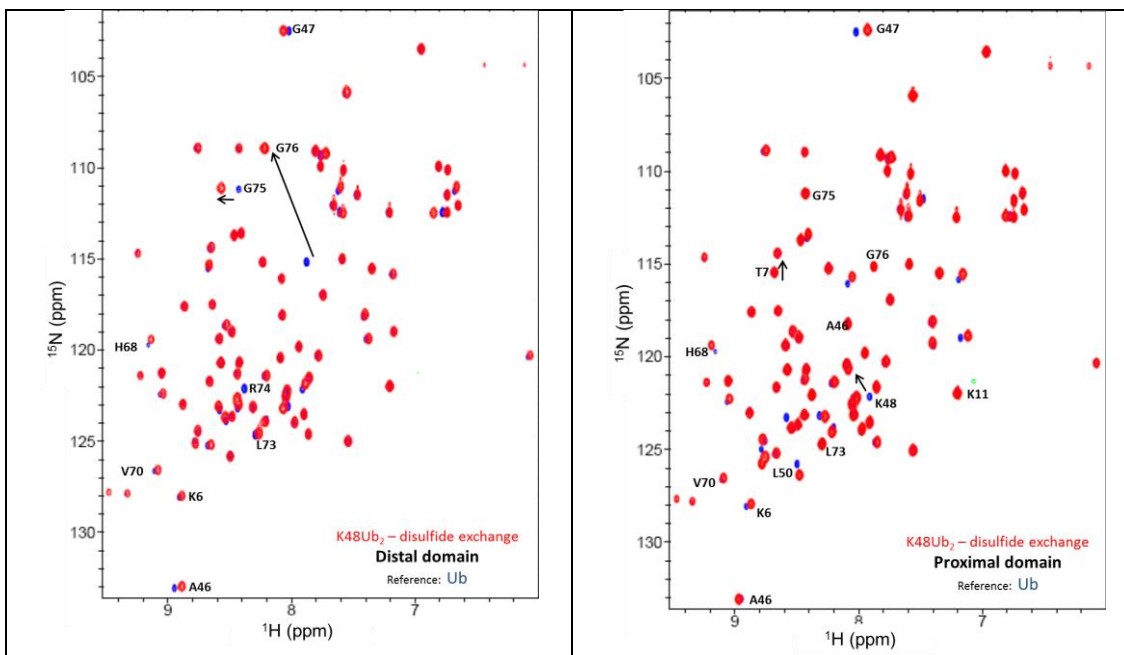 G47
105
G76
110
G75
115
15N (ppm)
120
H68
R74
125
L73
V70
K6
130
K48Ub2 – disulfide exchange
Distal domain
Reference: Ub
A46
9
8
7
1H (ppm)
G47
105
110
G75
115
T7
G76
15N (ppm)
A46
120
H68
K48
K11
125
L73
L50
V70
K6
130
K48Ub2 – disulfide exchange
Proximal domain
Reference: Ub
A46
9
8
7
1H (ppm)